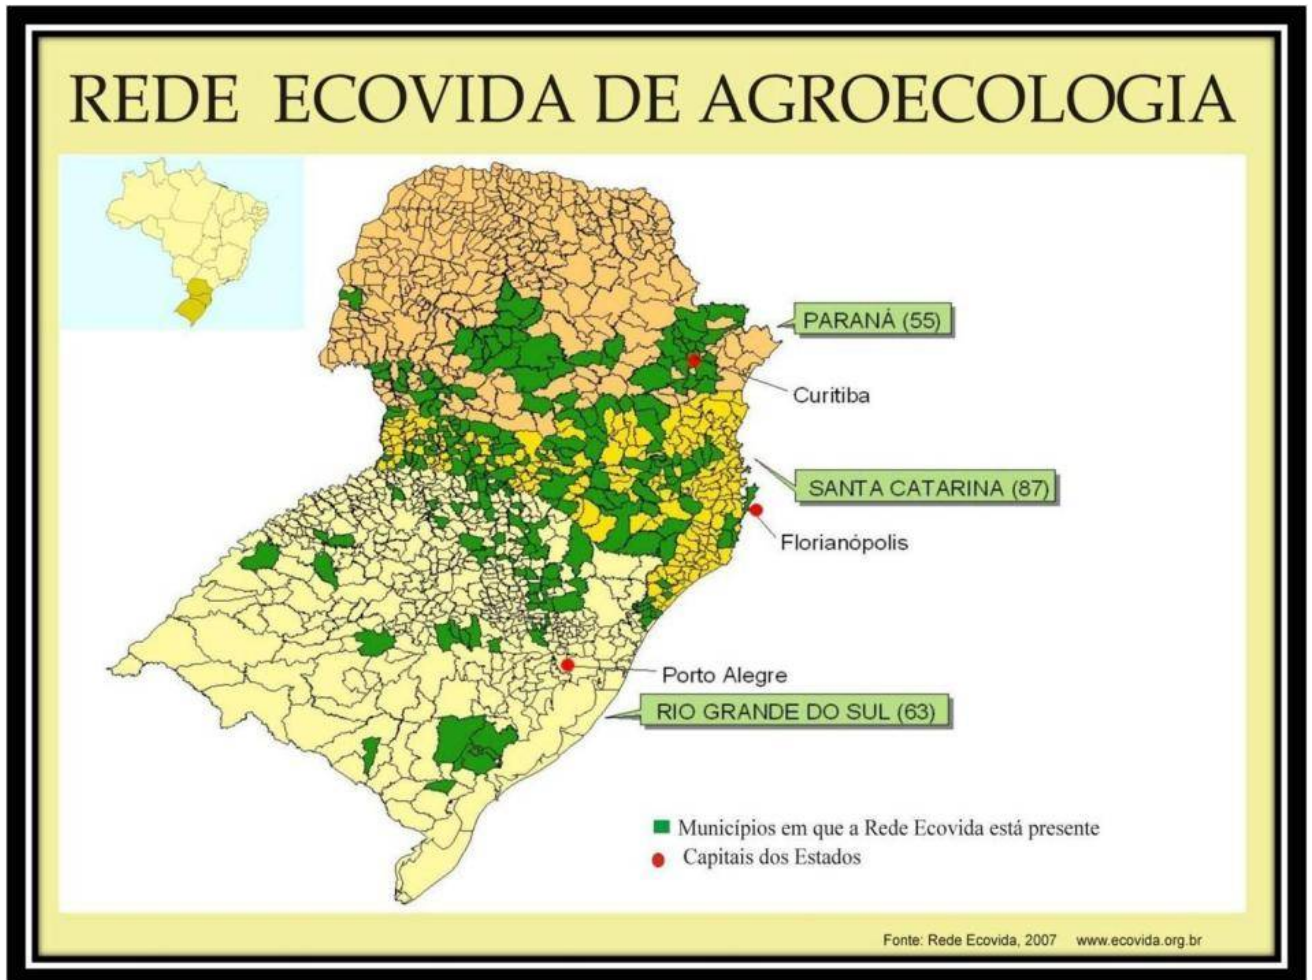 REDE ECOVIDA DE AGROECOLOGIA
PARANÁ (55)
Curitiba
SANTA CATARINA (87)
Florianópolis
Porto Alegre
RIO GRANDE DO SUL (63)
Municípios em que a Rede Ecovida está presente
Capitais dos Estados
Fonte: Rede Ecovida, 2007 www.ecovida.org.br